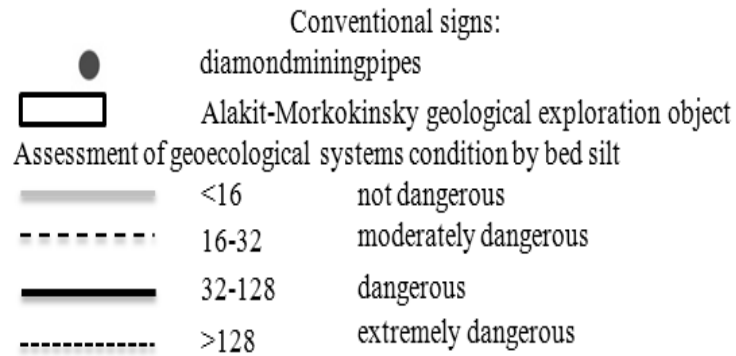 Conventional signs:
diamondminingpipes
Alakit-Morkokinsky geological exploration object
Assessment of geoecological systems condition by bed silt
<16 not dangerous
16-32 moderately dangerous
32-128 dangerous
>128 extremely dangerous